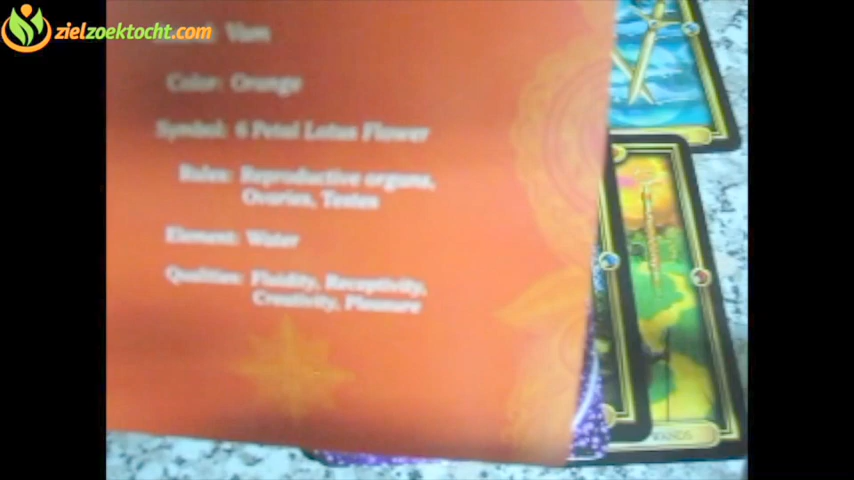 zielzoektocht.com
Vam
Color: Orange
Symbol: 6 Petal Lotus Flower
Rules: Reproductive organs,
Ovaries, Testes
Element: Water
Qualities: Fluidity, Receptivity,
Creativity, Pleasure
WANDS